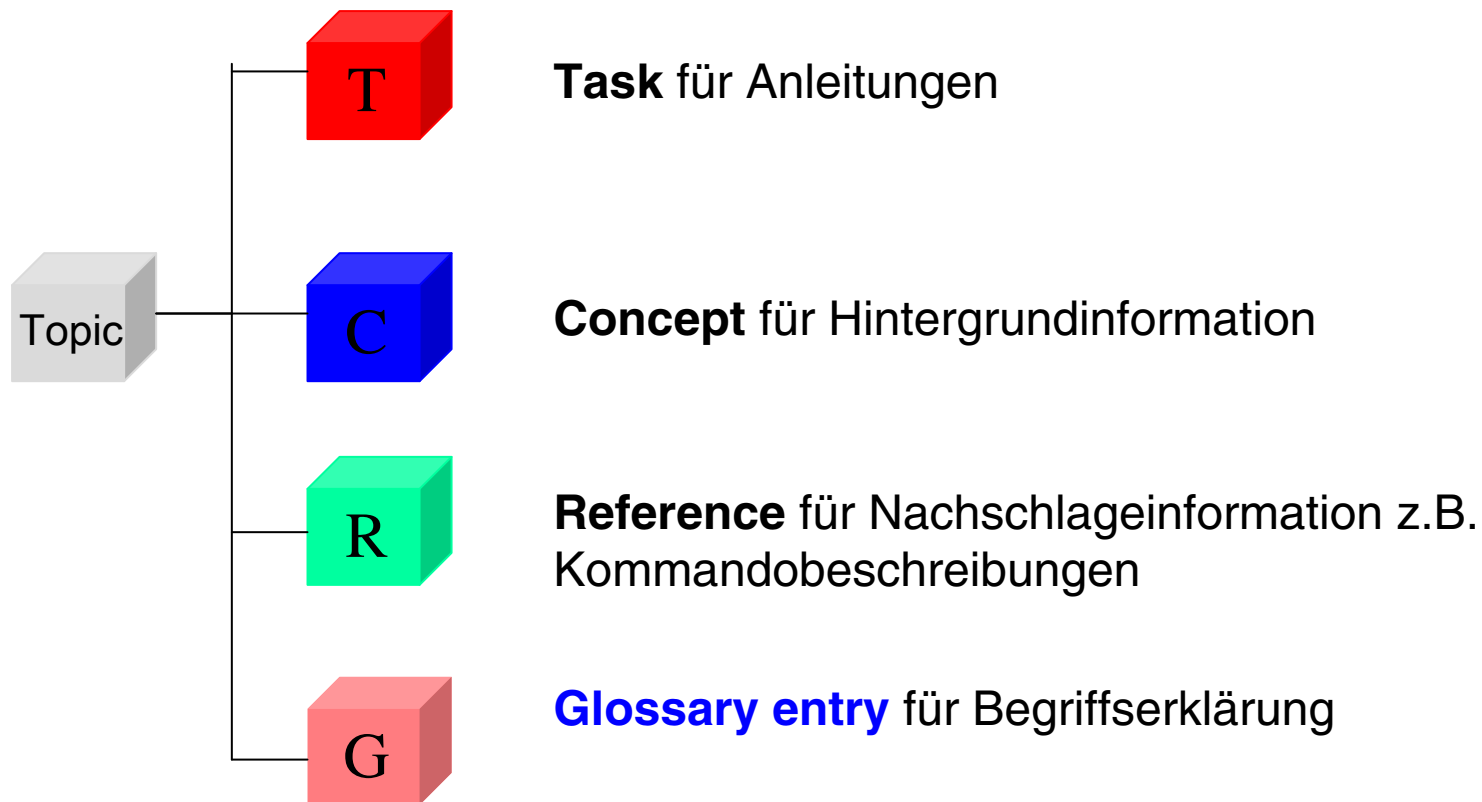 T
Task für Anleitungen
Topic
C
Concept für Hintergrundinformation
R
Reference für Nachschlageinformation z.B.
Kommandobeschreibungen
G
Glossary entry für Begriffserklärung